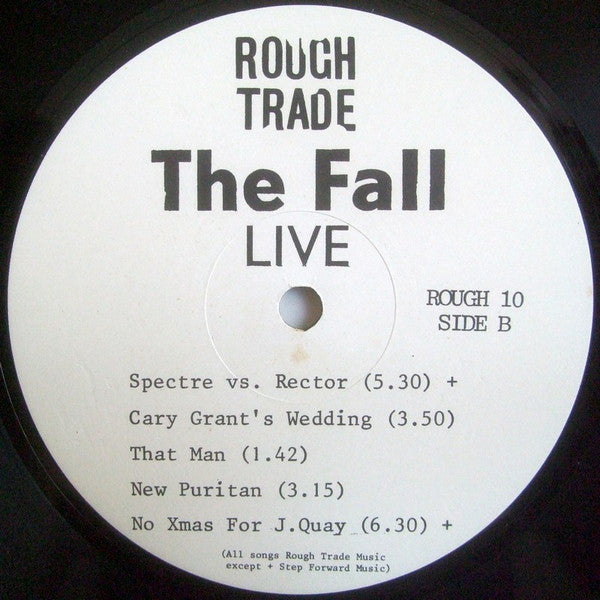 ROUGH
TRADE
The Fall
LIVE
ROUGH 10
SIDE B
Spectre vs. Rector (5.30) +
Cary Grant's Wedding (3.50)
That Man (1.42)
New Puritan (3.15)
No Xmas For J.Quay (6.30) +
(All songs Rough Trade Music
except + Step Forward Music)